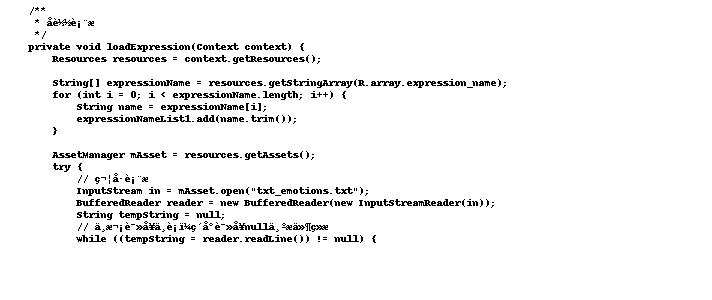 /**
* å è½½è¡¨æ
*/
private void loadExpression(Context context) {
Resources resources = context.getResources();
String[] expressionName = resources.getStringArray(R.array.expression_name);
for (int i = 0; i < expressionName.length; i++) {
String name = expressionName[i];
expressionNameList1.add(name.trim());
}
AssetManager mAsset = resources.getAssets();
try {
// ç¬¦å·è¡¨æ
InputStream in = mAsset.open("txt_emotions.txt");
BufferedReader reader = new BufferedReader(new InputStreamReader(in));
String tempString = null;
// ä¸æ¬¡è¯»å¥ä¸è¡ï¼ç´å°è¯»å¥nullä¸ºæä»¶ç»æ
while ((tempString = reader.readLine()) != null) {